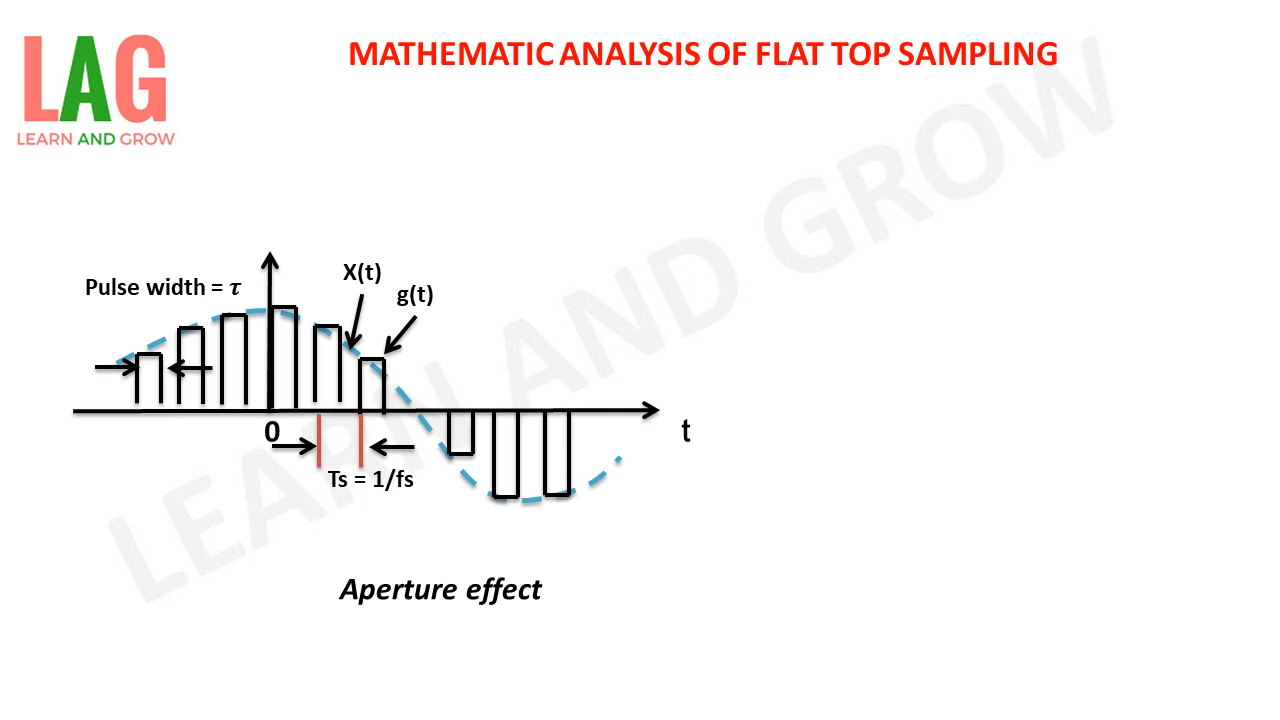 LAG
LEARN AND GROW
MATHEMATIC ANALYSIS OF FLAT TOP SAMPLING
LEARN AND GROW
Pulse width = 𝝉
X(t)
g(t)
0
t
Ts = 1/fs
Aperture effect